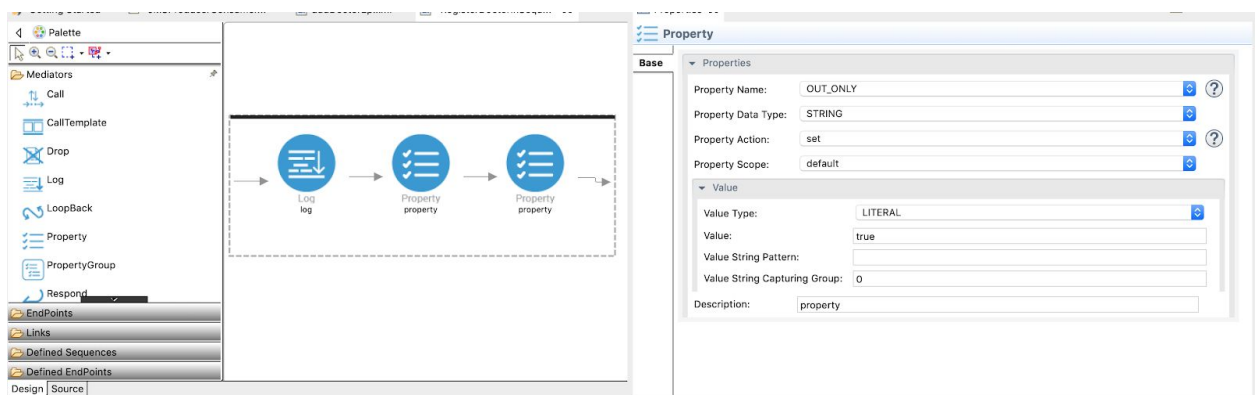 Palette
Mediators
Call
CallTemplate
Drop
Log
LoopBack
Property
PropertyGroup
Respond
EndPoints
Links
Defined Sequences
Defined EndPoints
Design Source
Log
log
Property
property
Property
property
Property
Base
Properties
Property Name: OUT_ONLY
Property Data Type: STRING
Property Action: set
Property Scope: default
Value
Value Type: LITERAL
Value: true
Value String Pattern:
Value String Capturing Group: 0
Description: property